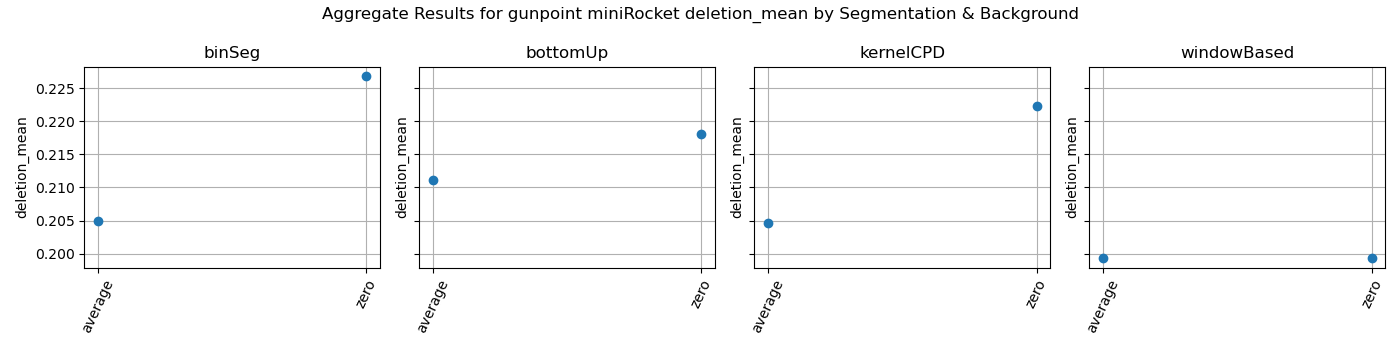 Aggregate Results for gunpoint miniRocket deletion_mean by Segmentation & Background
binSeg
deletion_mean
0.225
0.220
0.215
0.210
0.205
0.200
average
zero
bottomUp
deletion_mean
average
zero
kernelCPD
deletion_mean
average
zero
windowBased
deletion_mean
average
zero